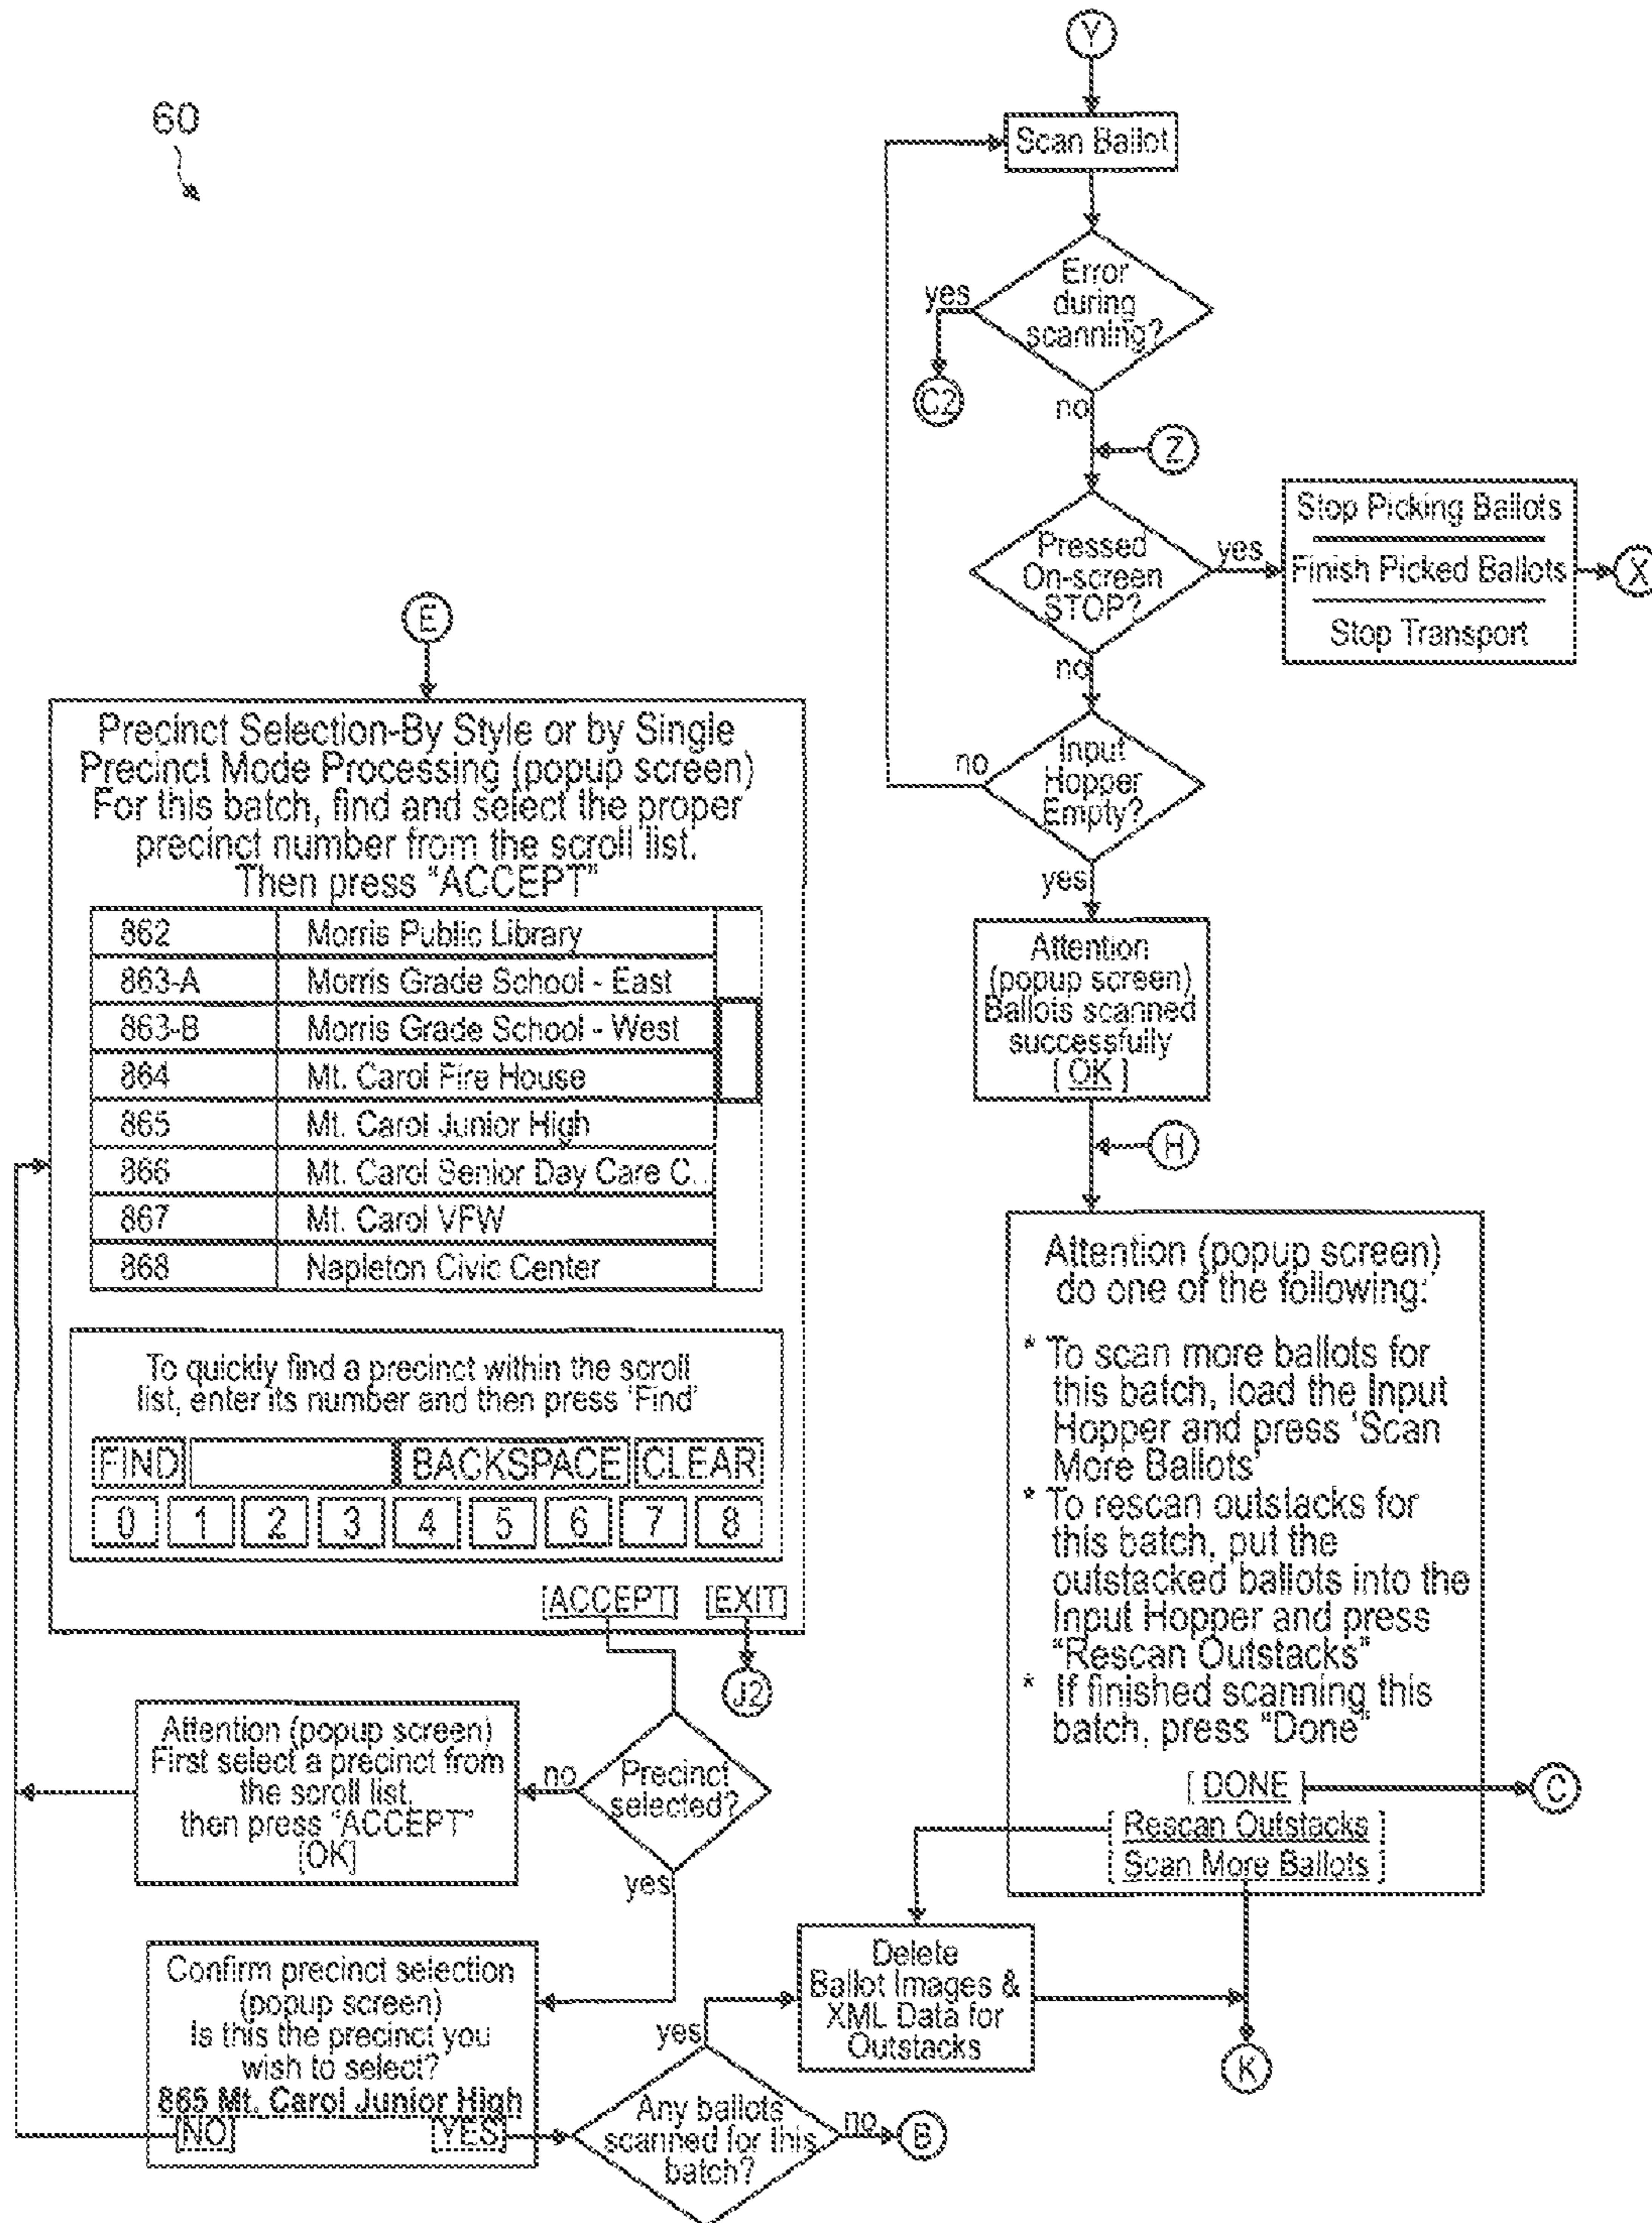 60
Y
Scan Ballot
Error
during
scanning?
yes
C2
no
Z
Pressed
On-screen
STOP?
yes
Stop Picking Ballots
Finish Picked Ballots
Stop Transport
X
no
Input
Hopper
Empty?
no
yes
Attention
(popup screen)
Ballots scanned
successfully
[ OK ]
H
Attention (popup screen)
do one of the following:
* To scan more ballots for
this batch, load the Input
Hopper and press 'Scan
More Ballots'
* To rescan outstacks for
this batch, put the
outstacked ballots into the
Input Hopper and press
"Rescan Outstacks"
* If finished scanning this
batch, press "Done"
[ DONE ]
C
[ Rescan Outstacks ]
[ Scan More Ballots ]
E
Precinct Selection-By Style or by Single
Precinct Mode Processing (popup screen)
For this batch, find and select the proper
precinct number from the scroll list.
Then press "ACCEPT"
862 Morris Public Library
863-A Morris Grade School - East
863-B Morris Grade School - West
864 Mt. Carol Fire House
865 Mt. Carol Junior High
866 Mt. Carol Senior Day Care C..
867 Mt. Carol VFW
868 Napleton Civic Center
To quickly find a precinct within the scroll
list, enter its number and then press 'Find'
FIND BACKSPACE CLEAR
0 1 2 3 4 5 6 7 8
[ACCEPT] [EXIT]
J2
Precinct
selected?
no
Attention (popup screen)
First select a precinct from
the scroll list.
then press "ACCEPT"
[OK]
yes
Confirm precinct selection
(popup screen)
Is this the precinct you
wish to select?
865 Mt. Carol Junior High
[NO] [YES]
Any ballots
scanned for this
batch?
no
B
yes
Delete
Ballot Images &
XML Data for
Outstacks
K